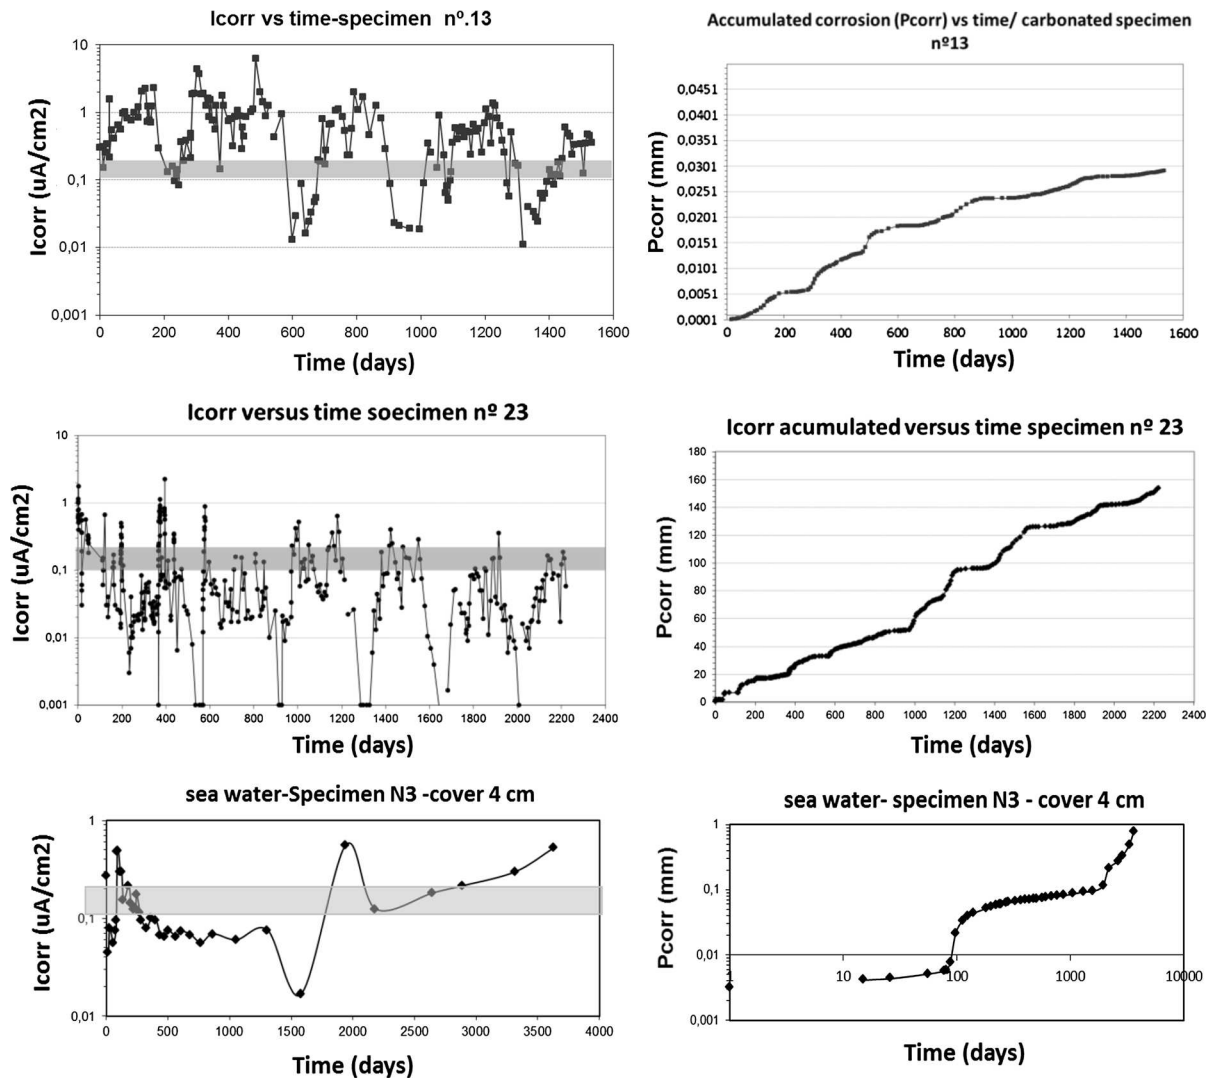 Icorr vs time-specimen nº.13
10
1
0,1
0,01
0,001
Icorr (uA/cm2)
0 200 400 600 800 1000 1200 1400 1600
Time (days)
Accumulated corrosion (Pcorr) vs time/ carbonated specimen
nº13
0,0451
0,0401
0,0351
0,0301
0,0251
0,0201
0,0151
0,0101
0,0051
0,0001
Pcorr (mm)
0 200 400 600 800 1000 1200 1400 1600
Time (days)
Icorr versus time soecimen nº 23
10
1
0,1
0,01
0,001
Icorr (uA/cm2)
0 200 400 600 800 1000 1200 1400 1600 1800 2000 2200 2400
Time (days)
Icorr acumulated versus time specimen nº 23
180
160
140
120
100
80
60
40
20
0
Pcorr (mm)
0 200 400 600 800 1000 1200 1400 1600 1800 2000 2200 2400
Time (days)
sea water-Specimen N3 -cover 4 cm
1
0,1
0,01
Icorr (uA/cm2)
0 500 1000 1500 2000 2500 3000 3500 4000
Time (days)
sea water- specimen N3 - cover 4 cm
1
0,1
0,01
0,001
Pcorr (mm)
1 10 100 1000 10000
Time (days)